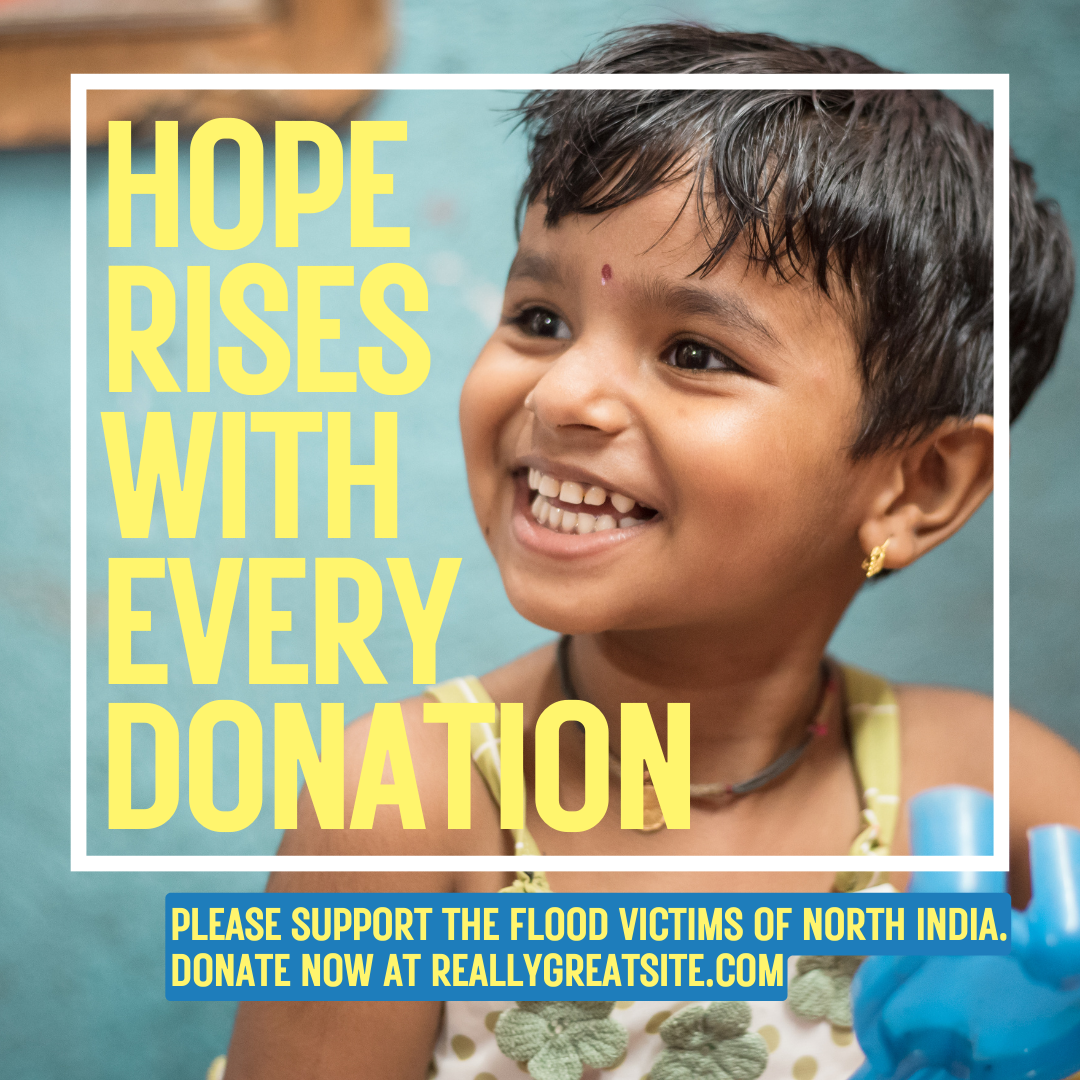 HOPE
RISES
WITH
EVERY
DONATION
PLEASE SUPPORT THE FLOOD VICTIMS OF NORTH INDIA.
DONATE NOW AT REALLYGREATSITE.COM